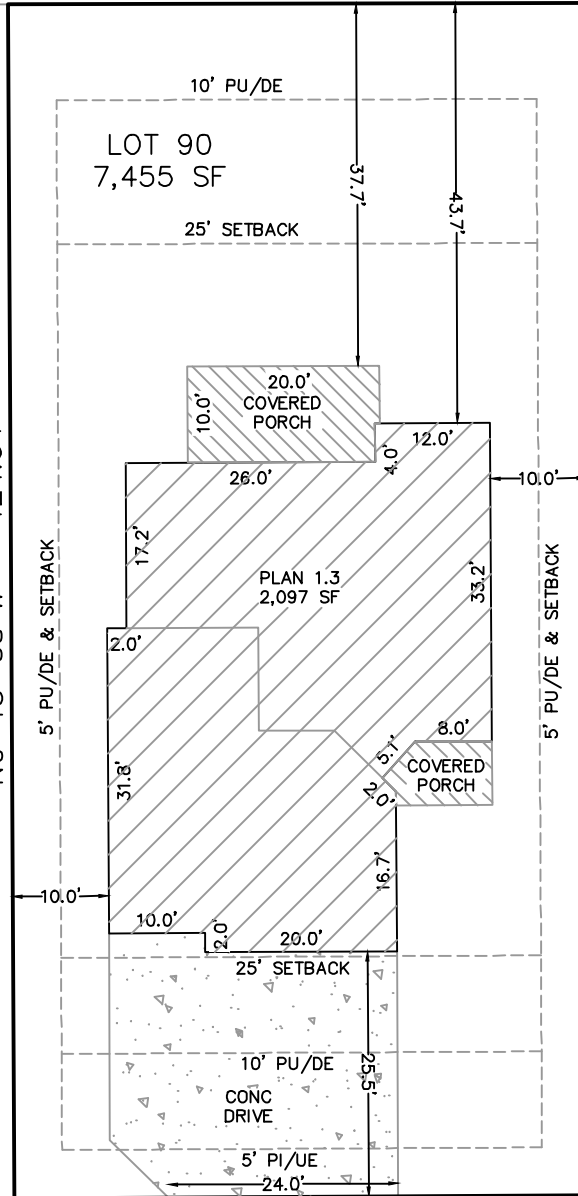 10' PU/DE
LOT 90
7,455 SF
37.7'
43.7'
25' SETBACK
20.0'
COVERED
PORCH
10.0'
12.0'
4.0'
26.0'
10.0'
17.2'
PLAN 1.3
2,097 SF
33.2'
5' PU/DE & SETBACK
5' PU/DE & SETBACK
2.0'
8.0'
5.7'
COVERED
PORCH
2.0'
31.8'
16.7'
10.0'
10.0'
2.0'
20.0'
25' SETBACK
10' PU/DE
25.5'
CONC
DRIVE
5' PI/UE
24.0'